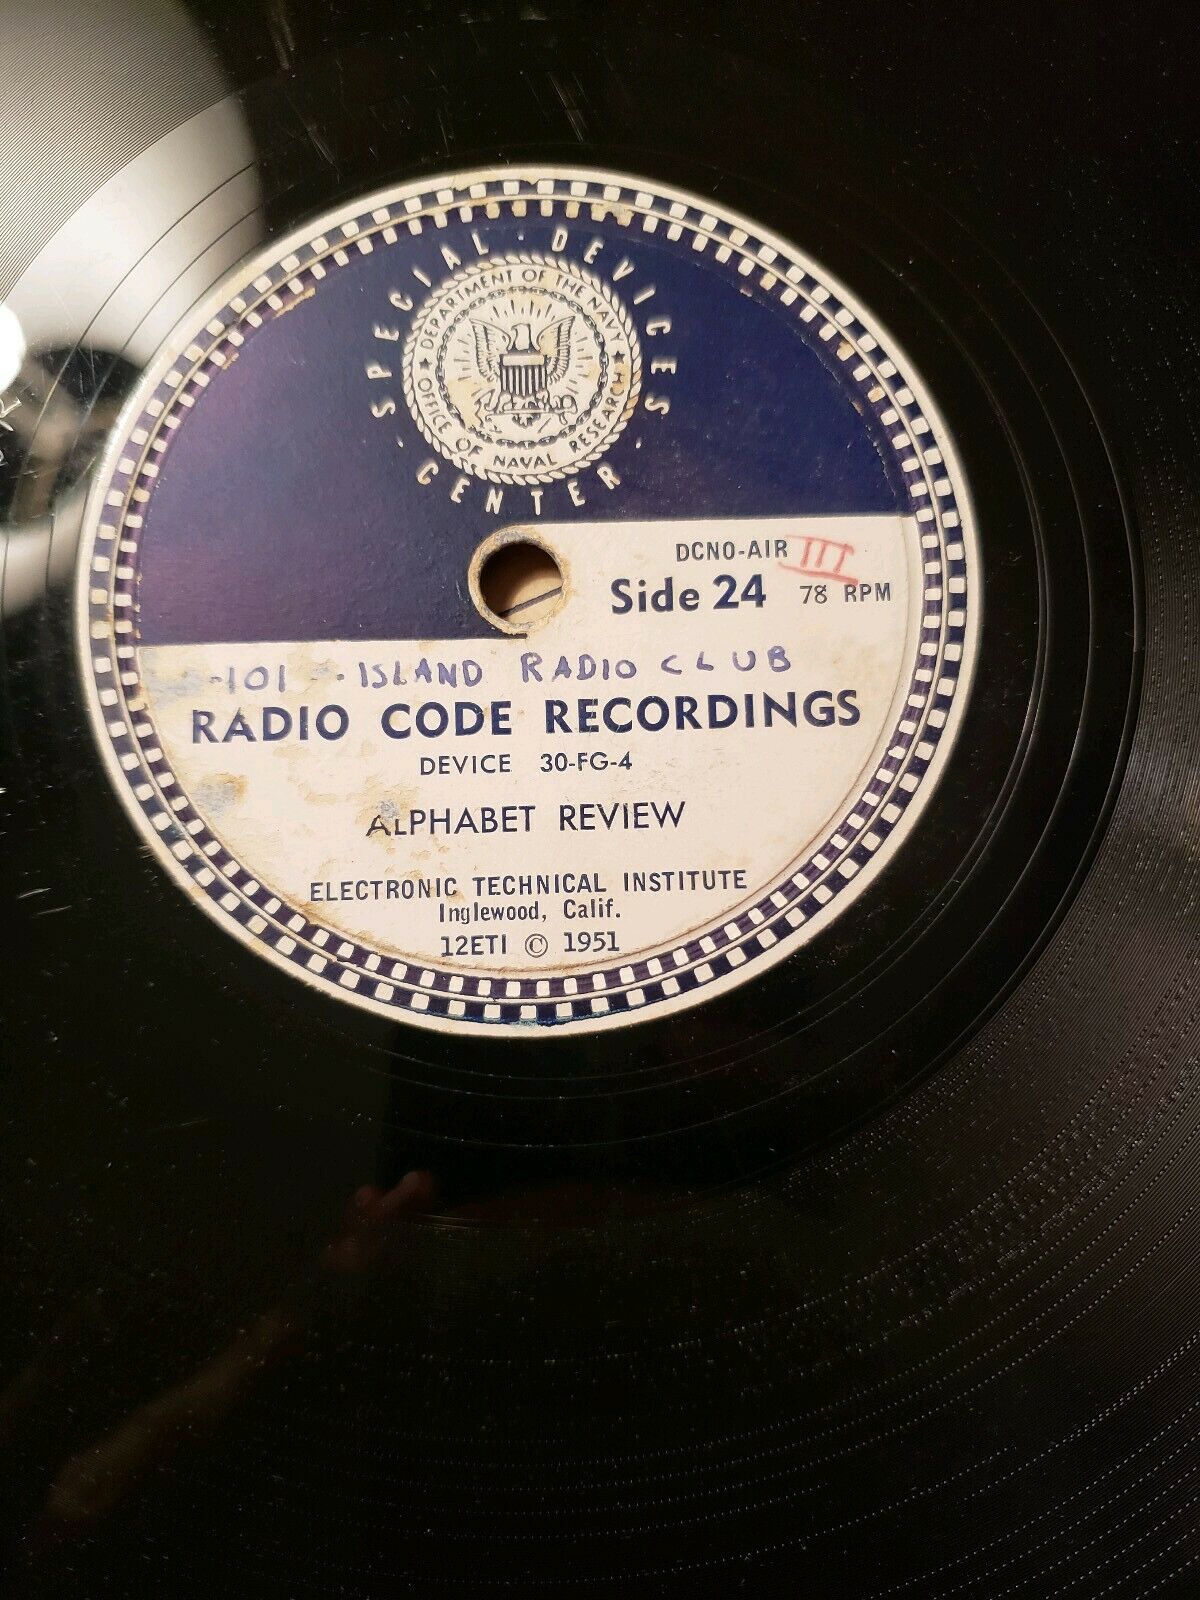 · SPECIAL · DEVICES ·
CENTER
DEPARTMENT OF THE NAVY
★ OFFICE OF NAVAL RESEARCH ★
DCNO-AIR III
Side 24 78 RPM
-101 · ISLAND RADIO CLUB
RADIO CODE RECORDINGS
DEVICE 30-FG-4
ALPHABET REVIEW
ELECTRONIC TECHNICAL INSTITUTE
Inglewood, Calif.
12ETI © 1951